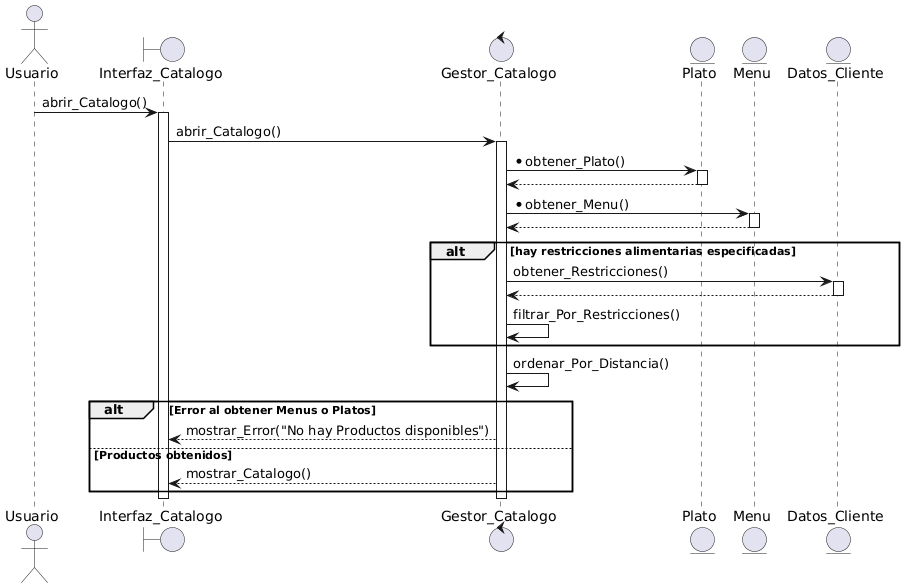 Usuario
Interfaz_Catalogo
Gestor_Catalogo
Plato
Menu
Datos_Cliente
abrir_Catalogo()
abrir_Catalogo()
obtener_Plato()
obtener_Menu()
alt [hay restricciones alimentarias especificadas]
obtener_Restricciones()
filtrar_Por_Restricciones()
ordenar_Por_Distancia()
alt [Error al obtener Menus o Platos]
mostrar_Error("No hay Productos disponibles")
[Productos obtenidos]
mostrar_Catalogo()
Usuario
Interfaz_Catalogo
Gestor_Catalogo
Plato
Menu
Datos_Cliente